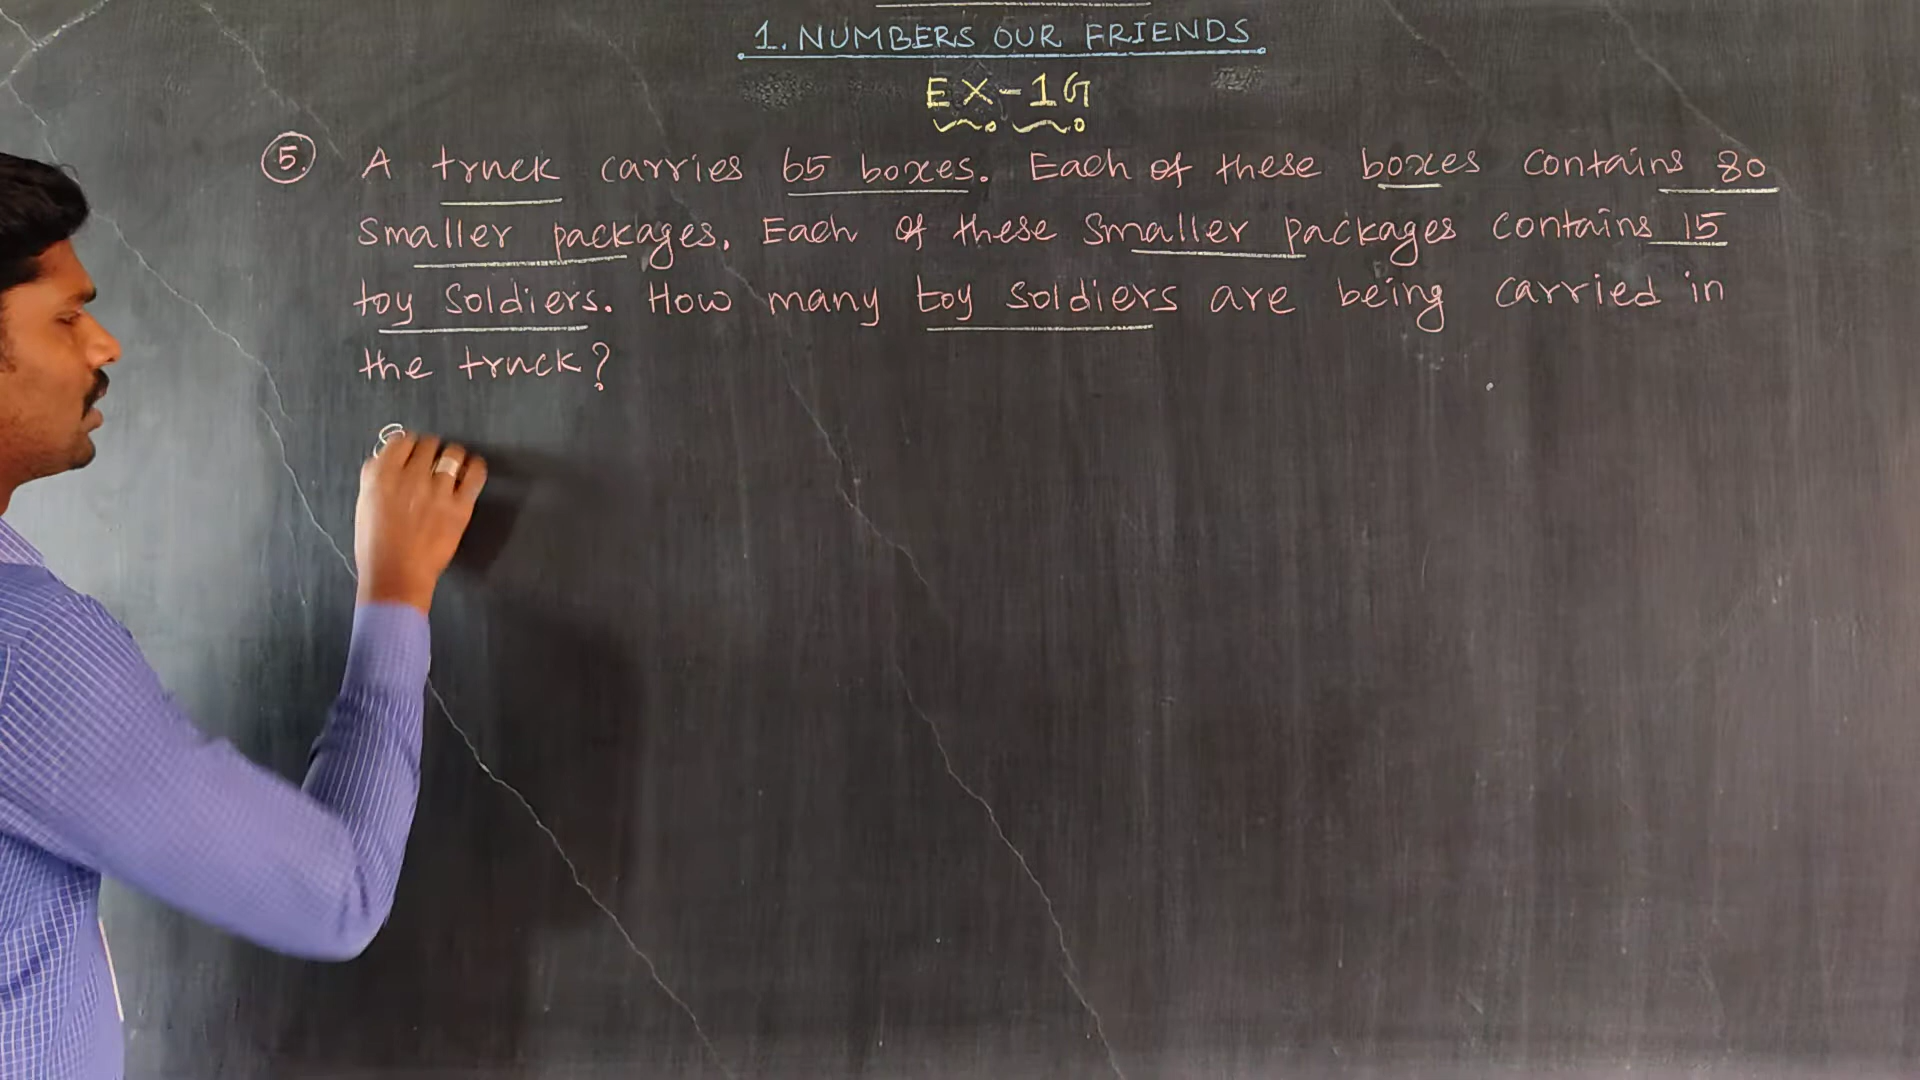 1. NUMBERS OUR FRIENDS
EX-1G
5. A truck carries 65 boxes. Each of these boxes contains 80
smaller packages. Each of these smaller packages contains 15
toy soldiers. How many toy soldiers are being carried in
the truck?